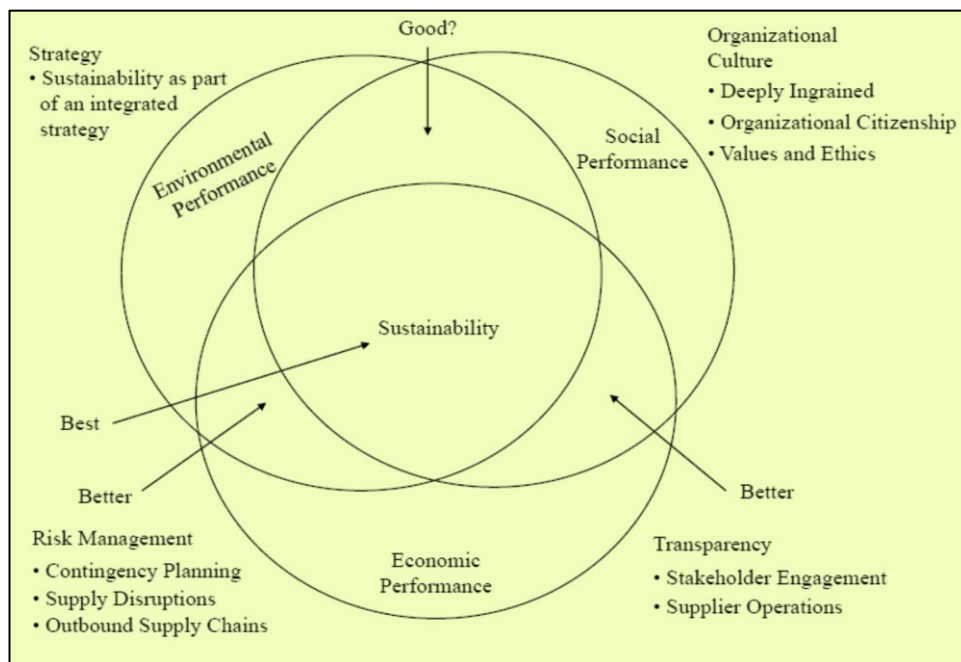 Good?
Strategy
• Sustainability as part
of an integrated
strategy
Organizational
Culture
• Deeply Ingrained
• Organizational Citizenship
• Values and Ethics
Environmental
Performance
Social
Performance
Sustainability
Best
Better
Better
Risk Management
• Contingency Planning
• Supply Disruptions
• Outbound Supply Chains
Economic
Performance
Transparency
• Stakeholder Engagement
• Supplier Operations